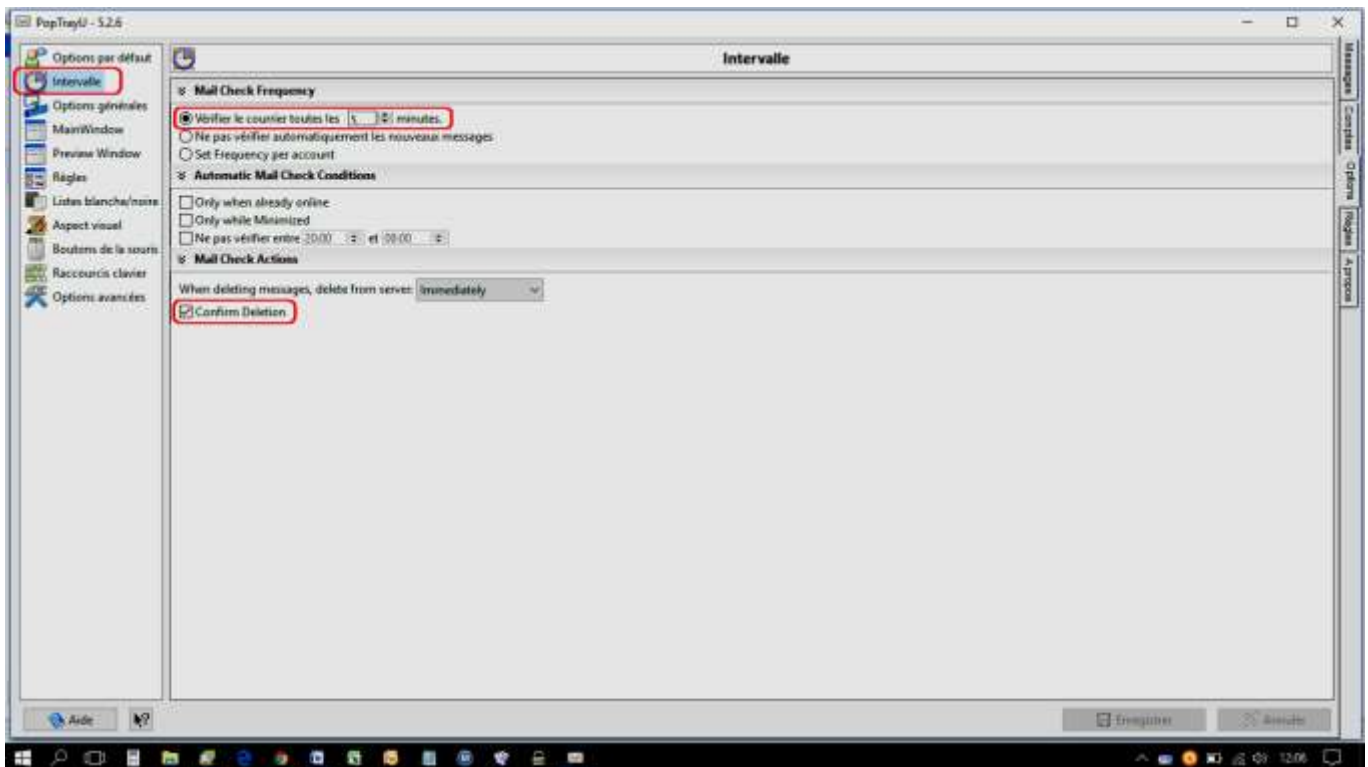 PopTrayU - 5.2.6
Options par défaut
Intervalle
Options générales
MainWindow
Preview Window
Règles
Listes blanche/noire
Aspect visuel
Boutons de la souris
Raccourcis clavier
Options avancées
Intervalle
Mail Check Frequency
Vérifier le courrier toutes les 5 minutes.
Ne pas vérifier automatiquement les nouveaux messages
Set Frequency per account
Automatic Mail Check Conditions
Only when already online
Only while Minimized
Ne pas vérifier entre 20:00 et 08:00
Mail Check Actions
When deleting messages, delete from server: Immediately
Confirm Deletion
Messages
Comptes
Options
Règles
A propos
Aide
Enregistrer
Annuler
12:06